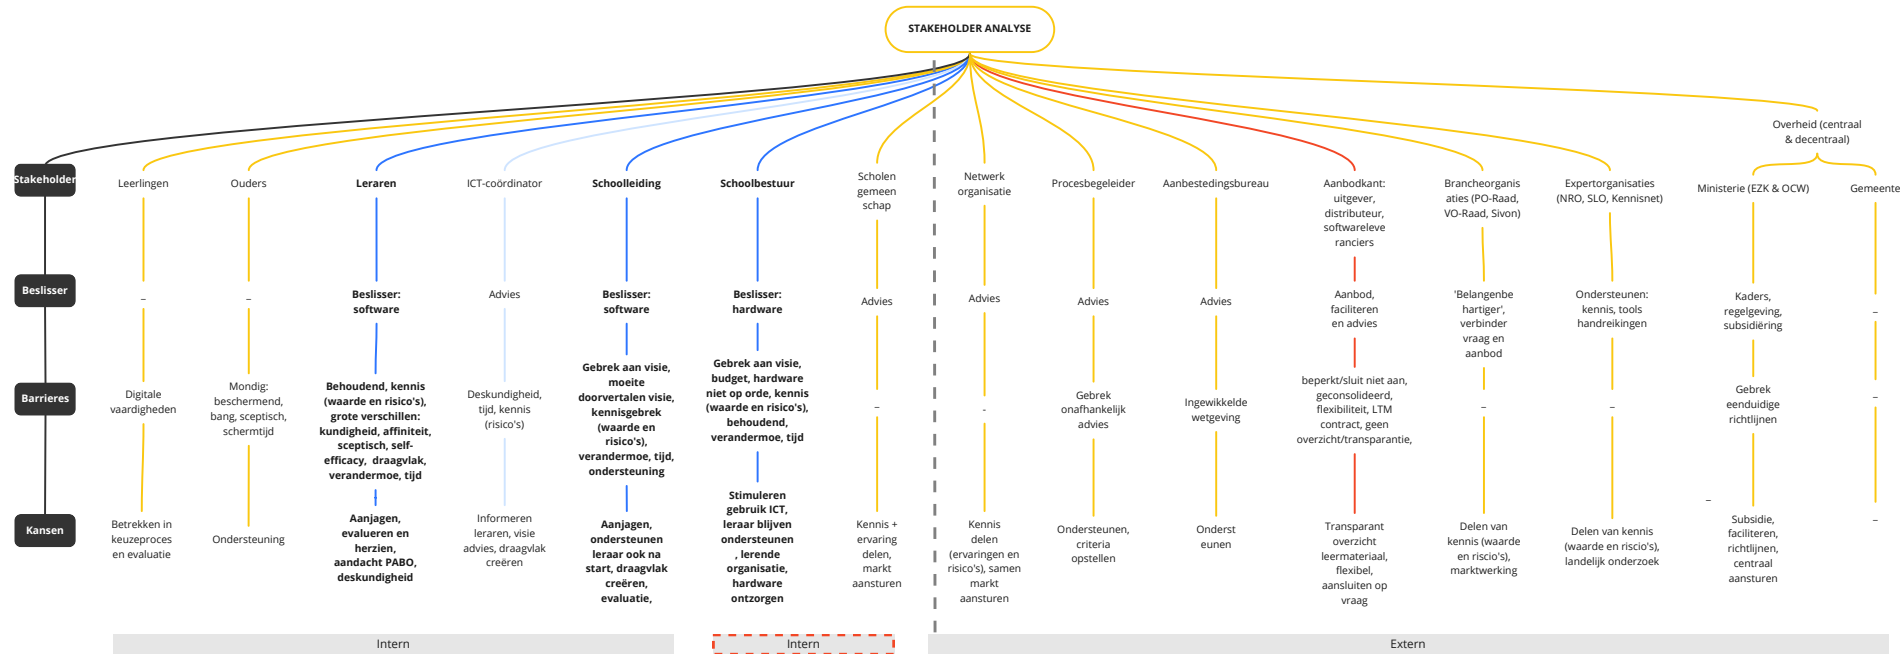 STAKEHOLDER ANALYSE
Overheid (centraal
& decentraal)
Stakeholder
Leerlingen
Ouders
Leraren
ICT-coördinator
Schoolleiding
Schoolbestuur
Scholen
gemeen
schap
Netwerk
organisatie
Procesbegeleider
Aanbestedingsbureau
Aanbodkant:
uitgever,
distributeur,
softwareleve
ranciers
Brancheorganis
aties (PO-Raad,
VO-Raad, Sivon)
Expertorganisaties
(NRO, SLO, Kennisnet)
Ministerie (EZK & OCW)
Gemeente
Beslisser
–
–
Beslisser:
software
Advies
Beslisser:
software
Beslisser:
hardware
Advies
Advies
Advies
Advies
Aanbod,
faciliteren
en advies
'Belangenbe
hartiger',
verbinder
vraag en
aanbod
Ondersteunen:
kennis, tools
handreikingen
Kaders,
regelgeving,
subsidiëring
–
Barrieres
Digitale
vaardigheden
Mondig:
beschermend,
bang, sceptisch,
schermtijd
Behoudend, kennis
(waarde en risico's),
grote verschillen:
kundigheid, affiniteit,
sceptisch, self-
efficacy, draagvlak,
verandermoe, tijd
Deskundigheid,
tijd, kennis
(risico's)
Gebrek aan visie,
moeite
doorvertalen visie,
kennisgebrek
(waarde en
risico's),
verandermoe, tijd,
ondersteuning
Gebrek aan visie,
budget, hardware
niet op orde, kennis
(waarde en risico's),
behoudend,
verandermoe, tijd
–
-
Gebrek
onafhankelijk
advies
Ingewikkelde
wetgeving
beperkt/sluit niet aan,
geconsolideerd,
flexibiliteit, LTM
contract, geen
overzicht/transparantie,
–
–
Gebrek
eenduidige
richtlijnen
–
Kansen
Betrekken in
keuzeproces
en evaluatie
Ondersteuning
Aanjagen,
evalueren en
herzien,
aandacht PABO,
deskundigheid
Informeren
leraren, visie
advies, draagvlak
creëren
Aanjagen,
ondersteunen
leraar ook na
start, draagvlak
creëren,
evaluatie,
Stimuleren
gebruik ICT,
leraar blijven
ondersteunen
, lerende
organisatie,
hardware
ontzorgen
Kennis +
ervaring
delen,
markt
aansturen
Kennis
delen
(ervaringen en
risico's), samen
markt
aansturen
Ondersteunen,
criteria
opstellen
Onderst
eunen
Transparant
overzicht
leermateriaal,
flexibel,
aansluiten op
vraag
Delen van
kennis (waarde
en riscio's),
marktwerking
Delen van kennis
(waarde en riscio's),
landelijk onderzoek
–
Subsidie,
faciliteren,
richtlijnen,
centraal
aansturen
–
Intern
Intern
Extern